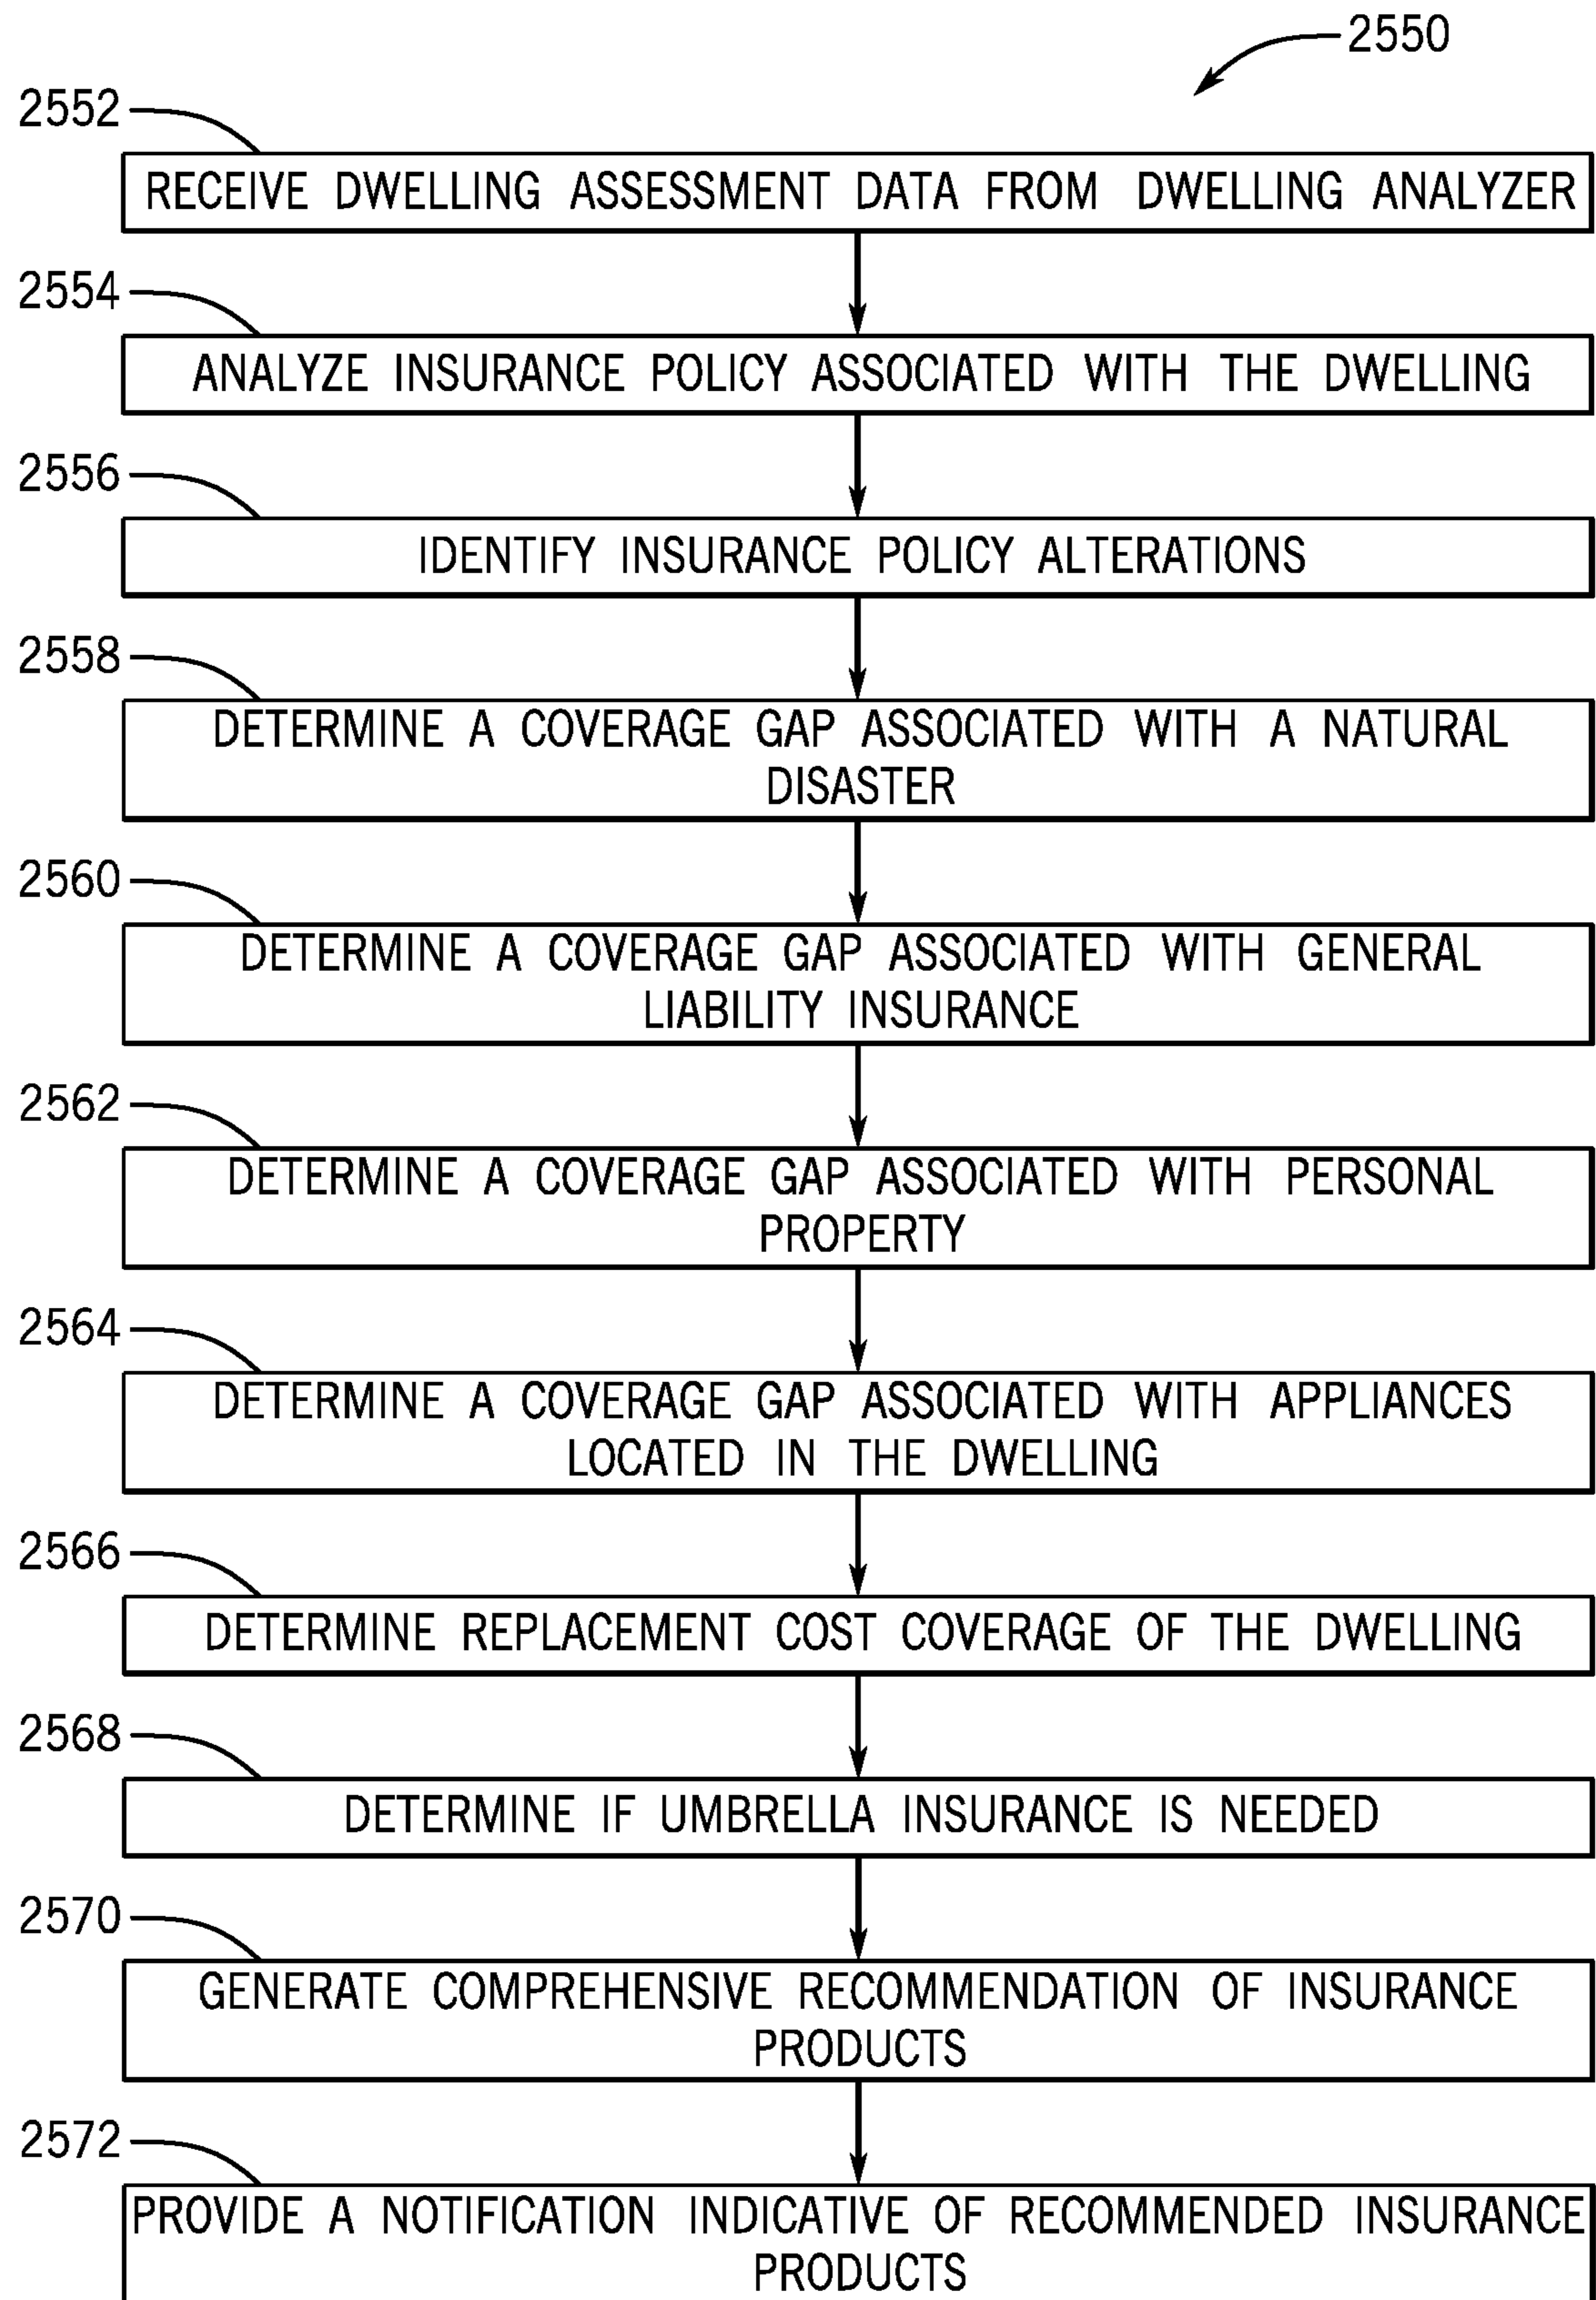 2550
2552
RECEIVE DWELLING ASSESSMENT DATA FROM DWELLING ANALYZER
2554
ANALYZE INSURANCE POLICY ASSOCIATED WITH THE DWELLING
2556
IDENTIFY INSURANCE POLICY ALTERATIONS
2558
DETERMINE A COVERAGE GAP ASSOCIATED WITH A NATURAL
DISASTER
2560
DETERMINE A COVERAGE GAP ASSOCIATED WITH GENERAL
LIABILITY INSURANCE
2562
DETERMINE A COVERAGE GAP ASSOCIATED WITH PERSONAL
PROPERTY
2564
DETERMINE A COVERAGE GAP ASSOCIATED WITH APPLIANCES
LOCATED IN THE DWELLING
2566
DETERMINE REPLACEMENT COST COVERAGE OF THE DWELLING
2568
DETERMINE IF UMBRELLA INSURANCE IS NEEDED
2570
GENERATE COMPREHENSIVE RECOMMENDATION OF INSURANCE
PRODUCTS
2572
PROVIDE A NOTIFICATION INDICATIVE OF RECOMMENDED INSURANCE
PRODUCTS